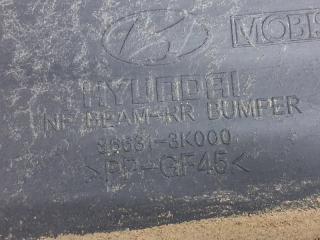 MOBIS
HYUNDAI
NF BEAM-RR BUMPER
86631-3K000
>PP-GF45<